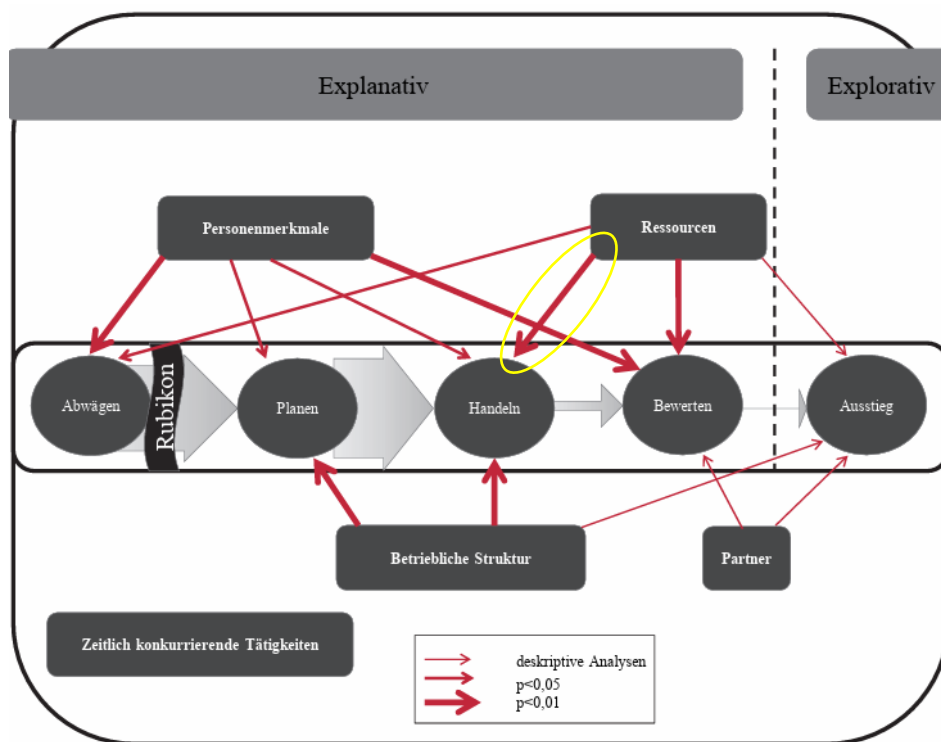 Explanativ
Explorativ
Personenmerkmale
Ressourcen
Abwägen
Rubikon
Planen
Handeln
Bewerten
Ausstieg
Betriebliche Struktur
Partner
Zeitlich konkurrierende Tätigkeiten
deskriptive Analysen
p<0,05
p<0,01